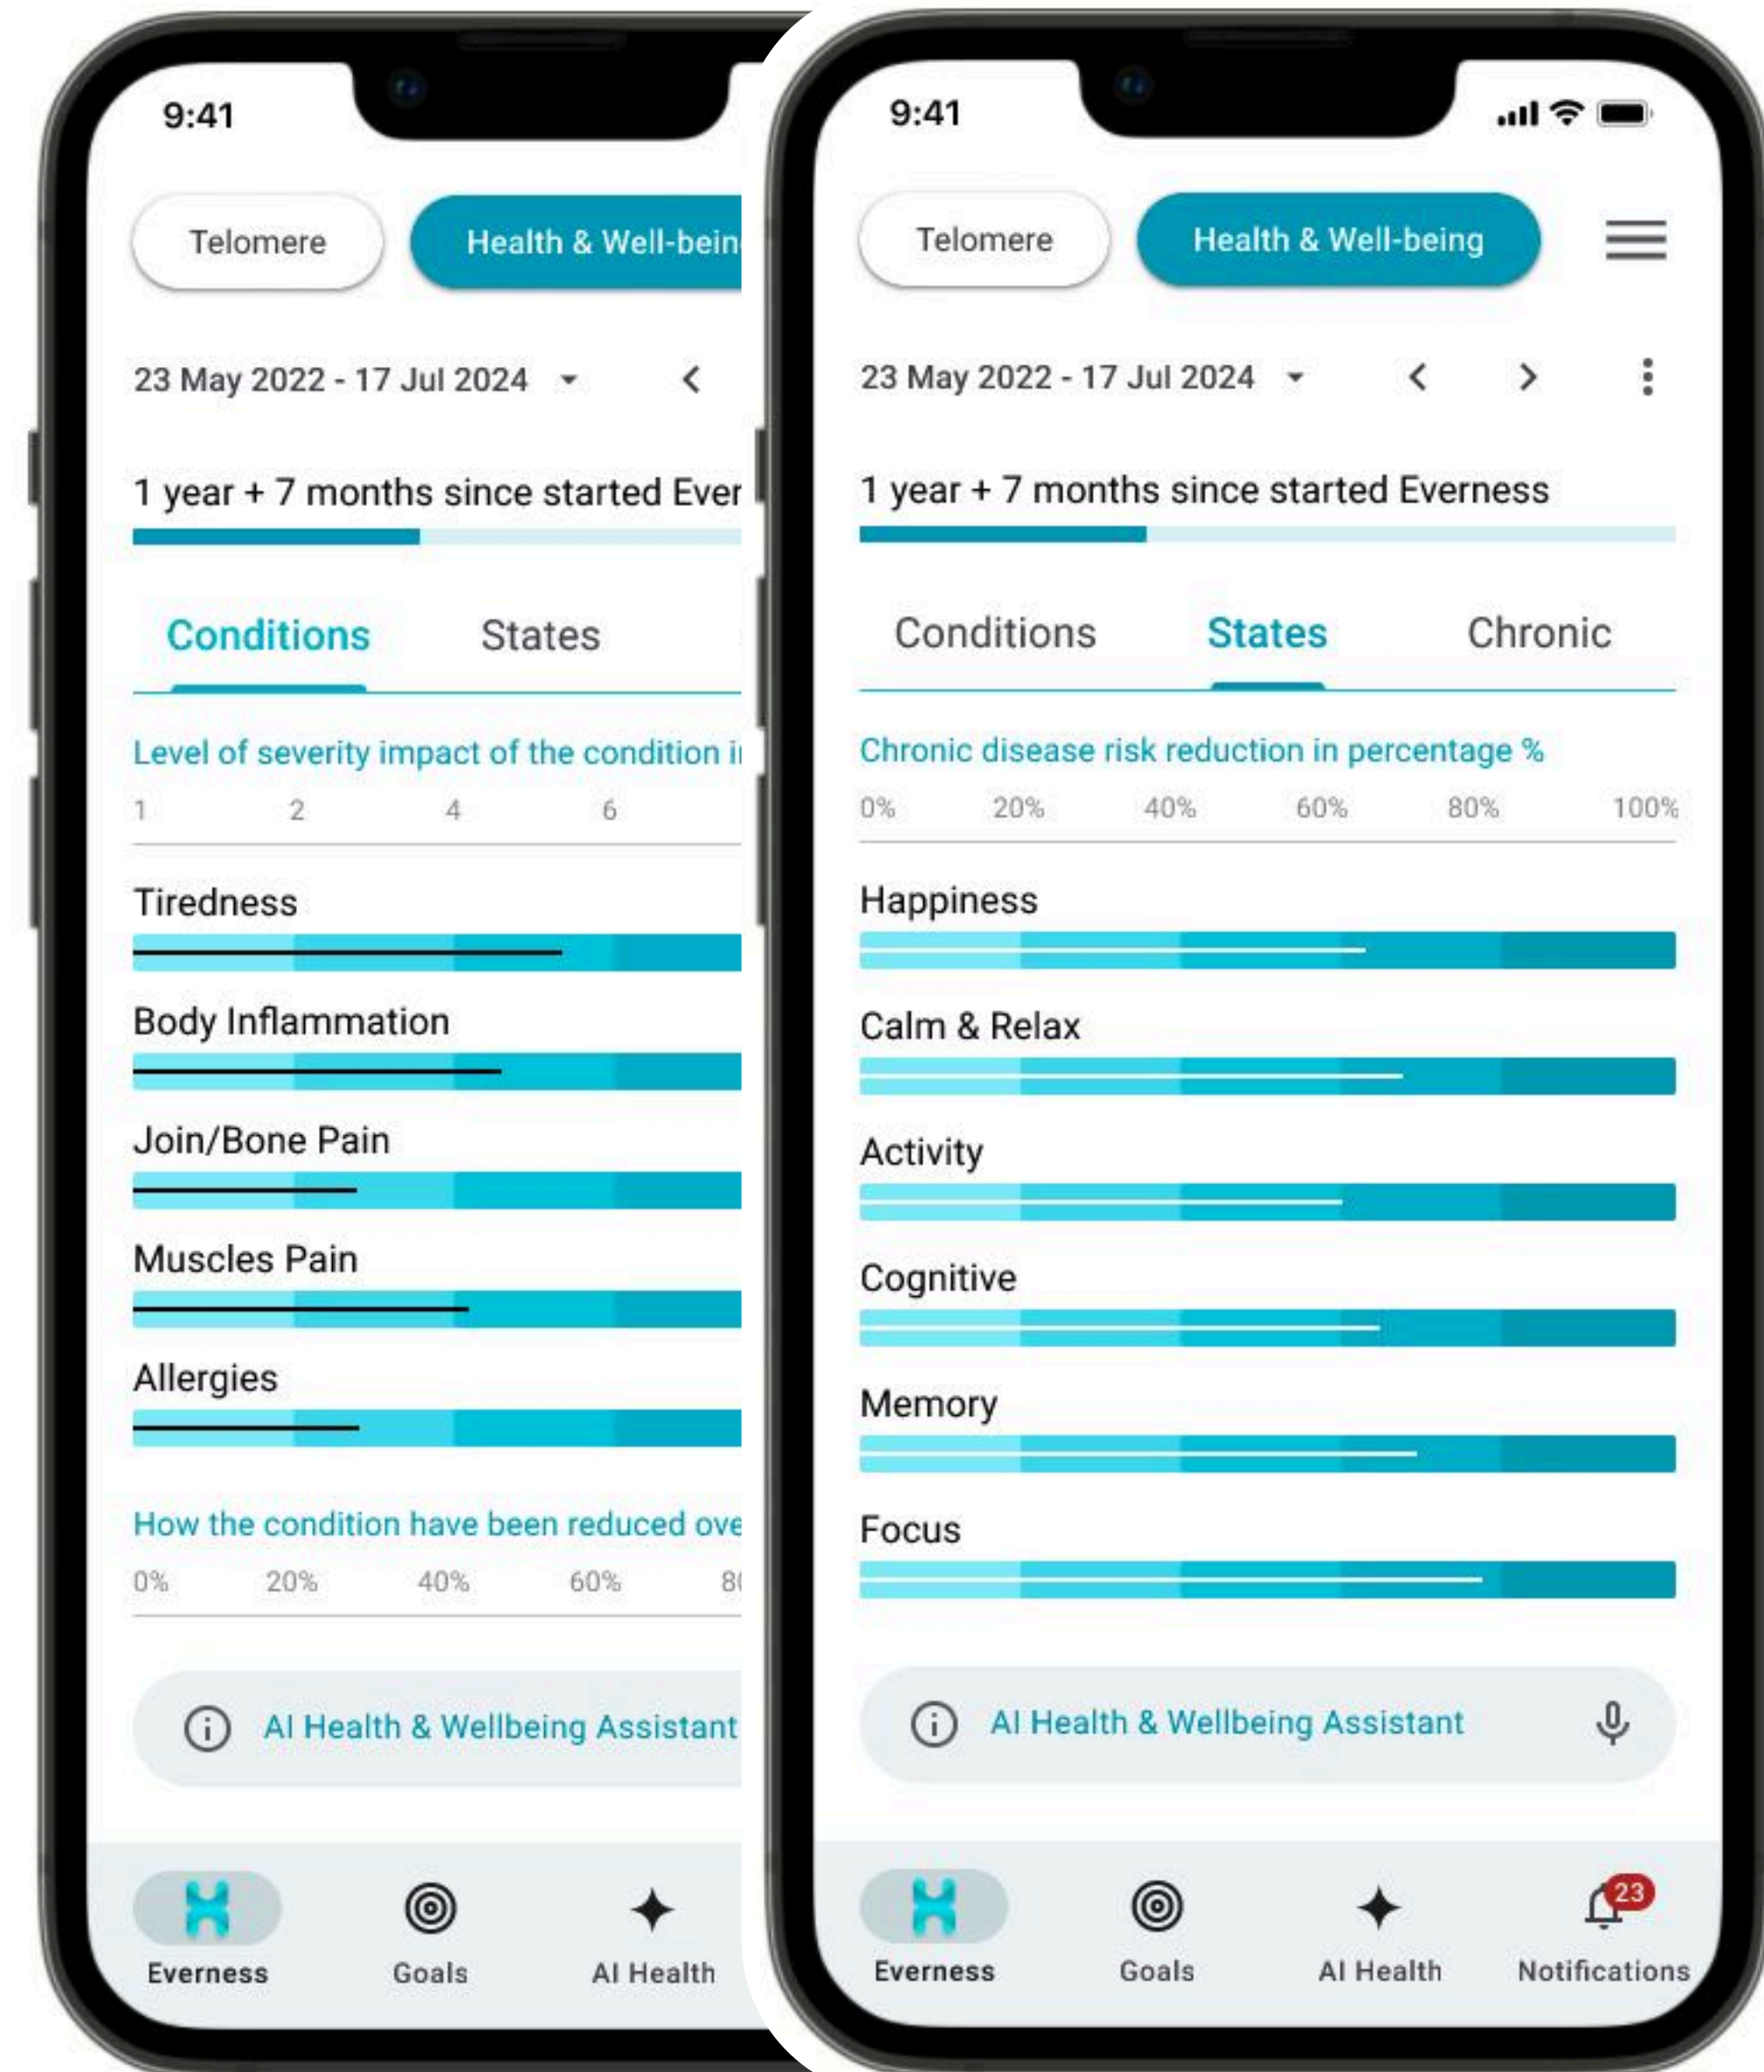 9:41
Telomere
Health & Well-bein
23 May 2022 - 17 Jul 2024
1 year + 7 months since started Ever
Conditions States
Level of severity impact of the condition i
1 2 4 6
Tiredness
Body Inflammation
Join/Bone Pain
Muscles Pain
Allergies
How the condition have been reduced ove
0% 20% 40% 60% 80
AI Health & Wellbeing Assistant
Everness Goals AI Health
9:41
Telomere
Health & Well-being
23 May 2022 - 17 Jul 2024
1 year + 7 months since started Everness
Conditions States Chronic
Chronic disease risk reduction in percentage %
0% 20% 40% 60% 80% 100%
Happiness
Calm & Relax
Activity
Cognitive
Memory
Focus
AI Health & Wellbeing Assistant
23
Everness Goals AI Health Notifications